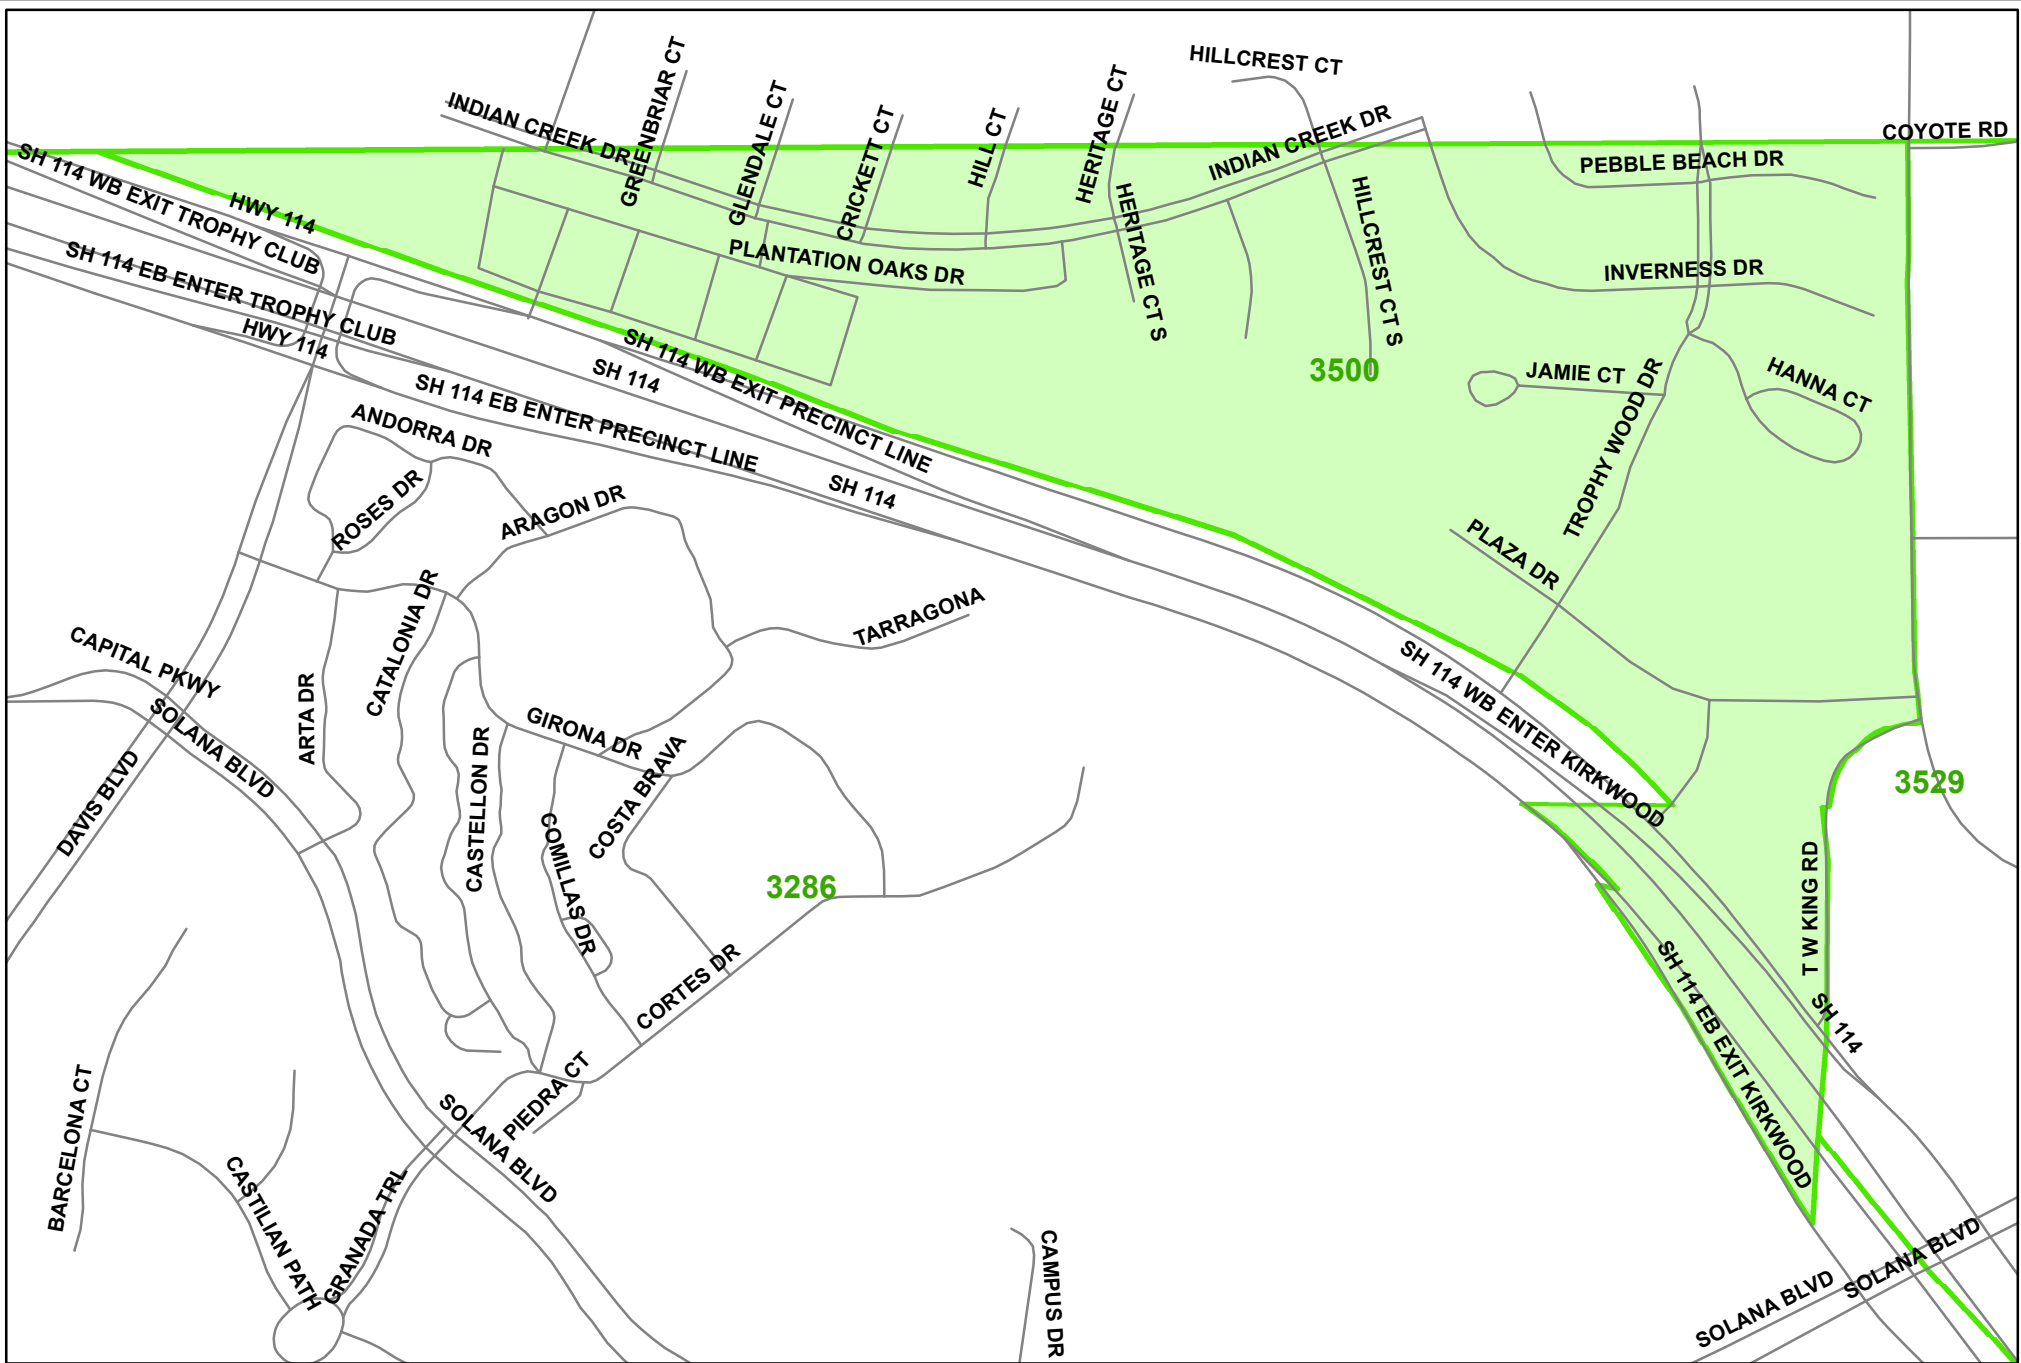 HILLCREST CT
GREENBRIAR CT
GLENDALE CT
CRICKETT CT
HILL CT
HERITAGE CT
INDIAN CREEK DR
INDIAN CREEK DR
COYOTE RD
PEBBLE BEACH DR
SH 114 WB EXIT TROPHY CLUB
HWY 114
HERITAGE CT S
HILLCREST CT S
SH 114 EB ENTER TROPHY CLUB
PLANTATION OAKS DR
INVERNESS DR
HWY 114
SH 114
SH 114 WB EXIT PRECINCT LINE
3500
JAMIE CT
HANNA CT
TROPHY WOOD DR
SH 114 EB ENTER PRECINCT LINE
ANDORRA DR
SH 114
ROSES DR
ARAGON DR
PLAZA DR
CATALONIA DR
TARRAGONA
CAPITAL PKWY
SOLANA BLVD
ARTA DR
SH 114 WB ENTER KIRKWOOD
GIRONA DR
CASTELLON DR
COSTA BRAVA
DAVIS BLVD
3529
COMILLAS DR
3286
T W KING RD
CORTES DR
SH 114 EB EXIT KIRKWOOD
SH 114
BARCELONA CT
PIEDRA CT
SOLANA BLVD
CASTILIAN PATH
GRANADA TRL
CAMPUS DR
SOLANA BLVD
SOLANA BLVD